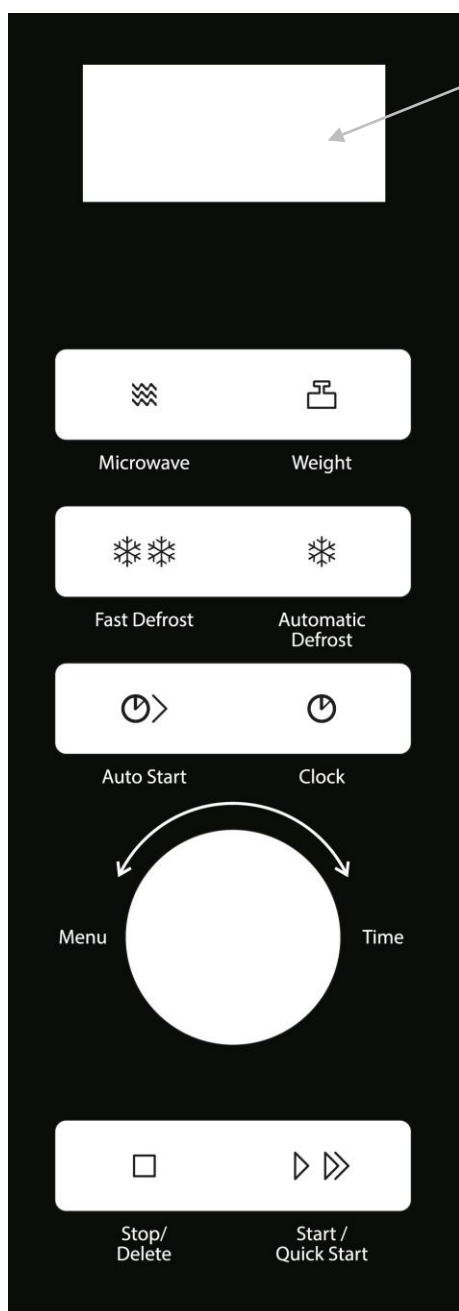 Microwave Weight
Fast Defrost Automatic
Defrost
Auto Start Clock
Menu Time
Stop/ Start /
Delete Quick Start